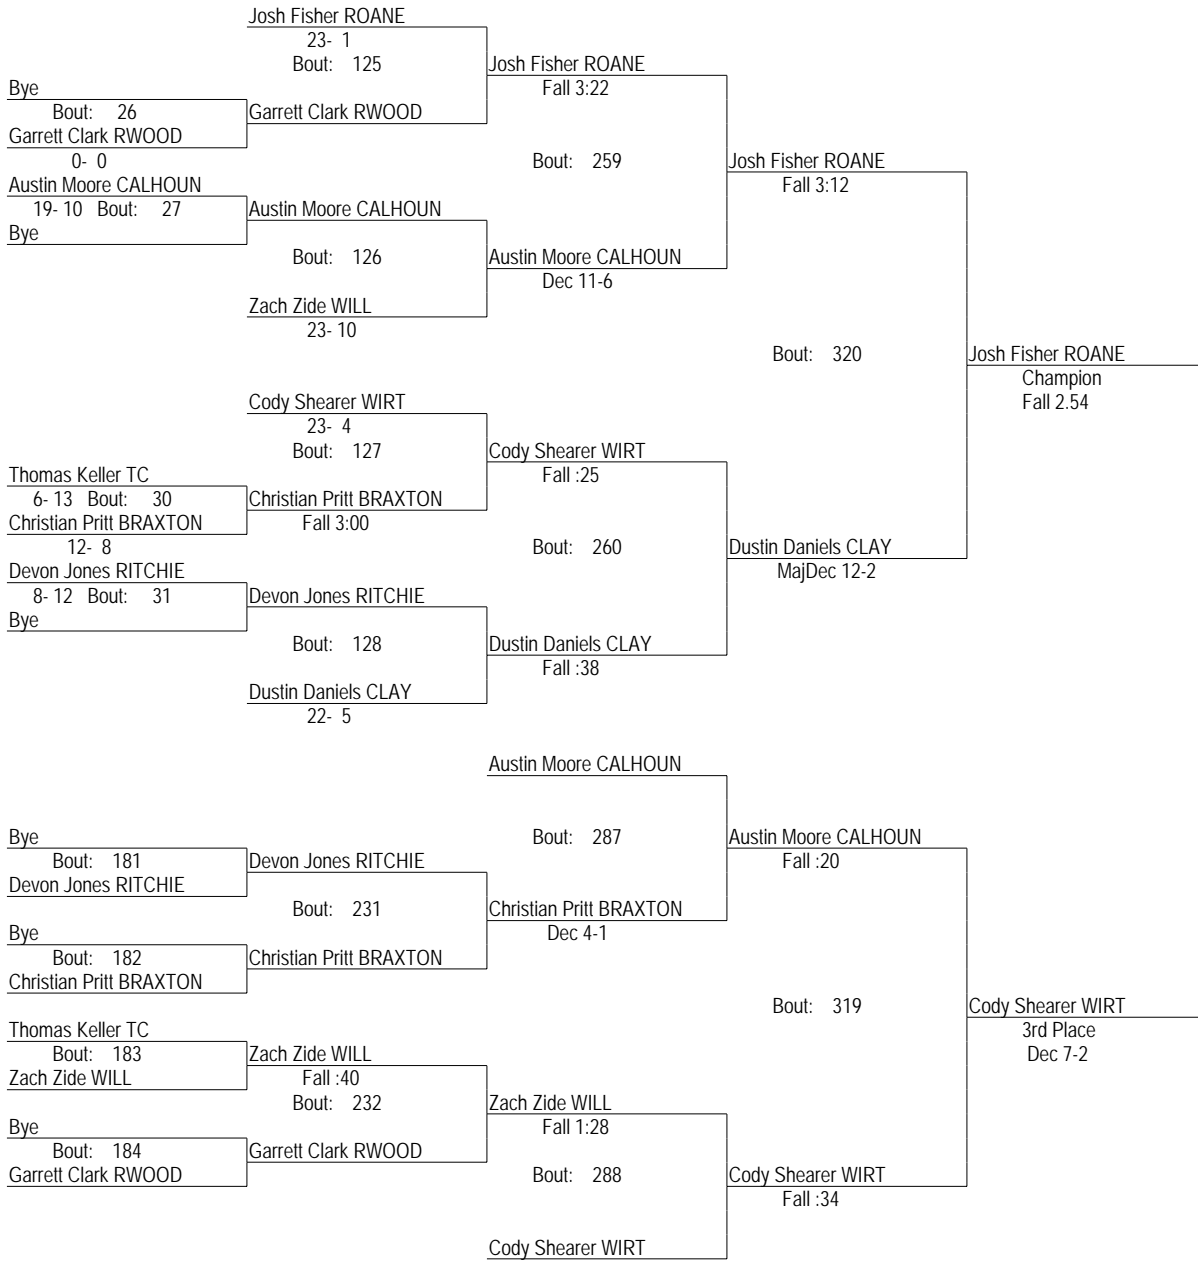 Josh Fisher ROANE
23- 1
Bout: 125
Josh Fisher ROANE
Fall 3:22
Bye
Bout: 26
Garrett Clark RWOOD
Garrett Clark RWOOD
0- 0
Bout: 259
Josh Fisher ROANE
Fall 3:12
Austin Moore CALHOUN
19- 10 Bout: 27
Austin Moore CALHOUN
Bye
Bout: 126
Austin Moore CALHOUN
Dec 11-6
Zach Zide WILL
23- 10
Bout: 320
Josh Fisher ROANE
Champion
Fall 2.54
Cody Shearer WIRT
23- 4
Bout: 127
Cody Shearer WIRT
Fall :25
Thomas Keller TC
6- 13 Bout: 30
Christian Pritt BRAXTON
Christian Pritt BRAXTON
Fall 3:00
12- 8
Bout: 260
Dustin Daniels CLAY
MajDec 12-2
Devon Jones RITCHIE
8- 12 Bout: 31
Devon Jones RITCHIE
Bye
Bout: 128
Dustin Daniels CLAY
Fall :38
Dustin Daniels CLAY
22- 5
Austin Moore CALHOUN
Bout: 287
Austin Moore CALHOUN
Fall :20
Bye
Bout: 181
Devon Jones RITCHIE
Devon Jones RITCHIE
Bout: 231
Christian Pritt BRAXTON
Dec 4-1
Bye
Bout: 182
Christian Pritt BRAXTON
Christian Pritt BRAXTON
Bout: 319
Cody Shearer WIRT
3rd Place
Dec 7-2
Thomas Keller TC
Bout: 183
Zach Zide WILL
Zach Zide WILL
Fall :40
Bout: 232
Zach Zide WILL
Fall 1:28
Bye
Bout: 184
Garrett Clark RWOOD
Garrett Clark RWOOD
Bout: 288
Cody Shearer WIRT
Fall :34
Cody Shearer WIRT